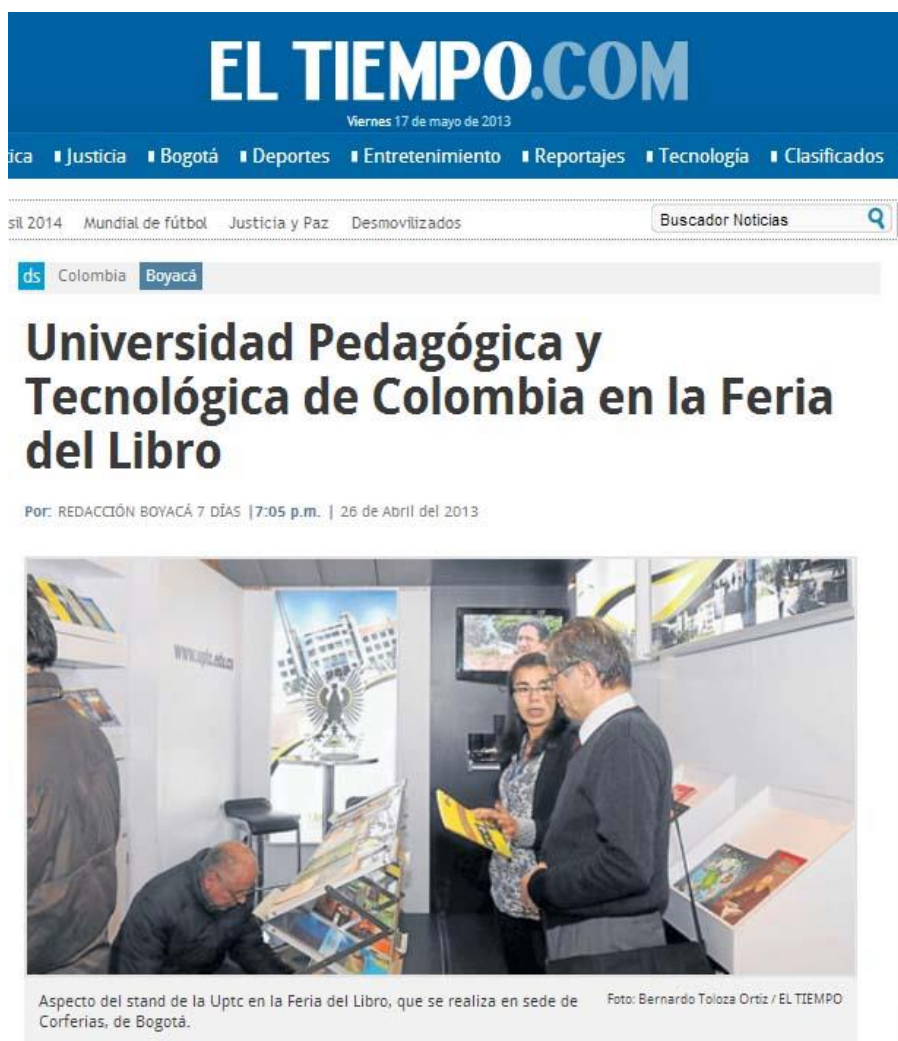 EL TIEMPO.COM
Viernes 17 de mayo de 2013
ica Justicia Bogotá Deportes Entretenimiento Reportajes Tecnología Clasificados
sil 2014 Mundial de fútbol Justicia y Paz Desmovilizados Buscador Noticias
ds Colombia Boyacá
Universidad Pedagógica y
Tecnológica de Colombia en la Feria
del Libro
Por: REDACCIÓN BOYACÁ 7 DÍAS |7:05 p.m. | 26 de Abril del 2013
www.uptc.edu.co
Aspecto del stand de la Uptc en la Feria del Libro, que se realiza en sede de
Corferias, de Bogotá.
Foto: Bernardo Toloza Ortiz / EL TIEMPO